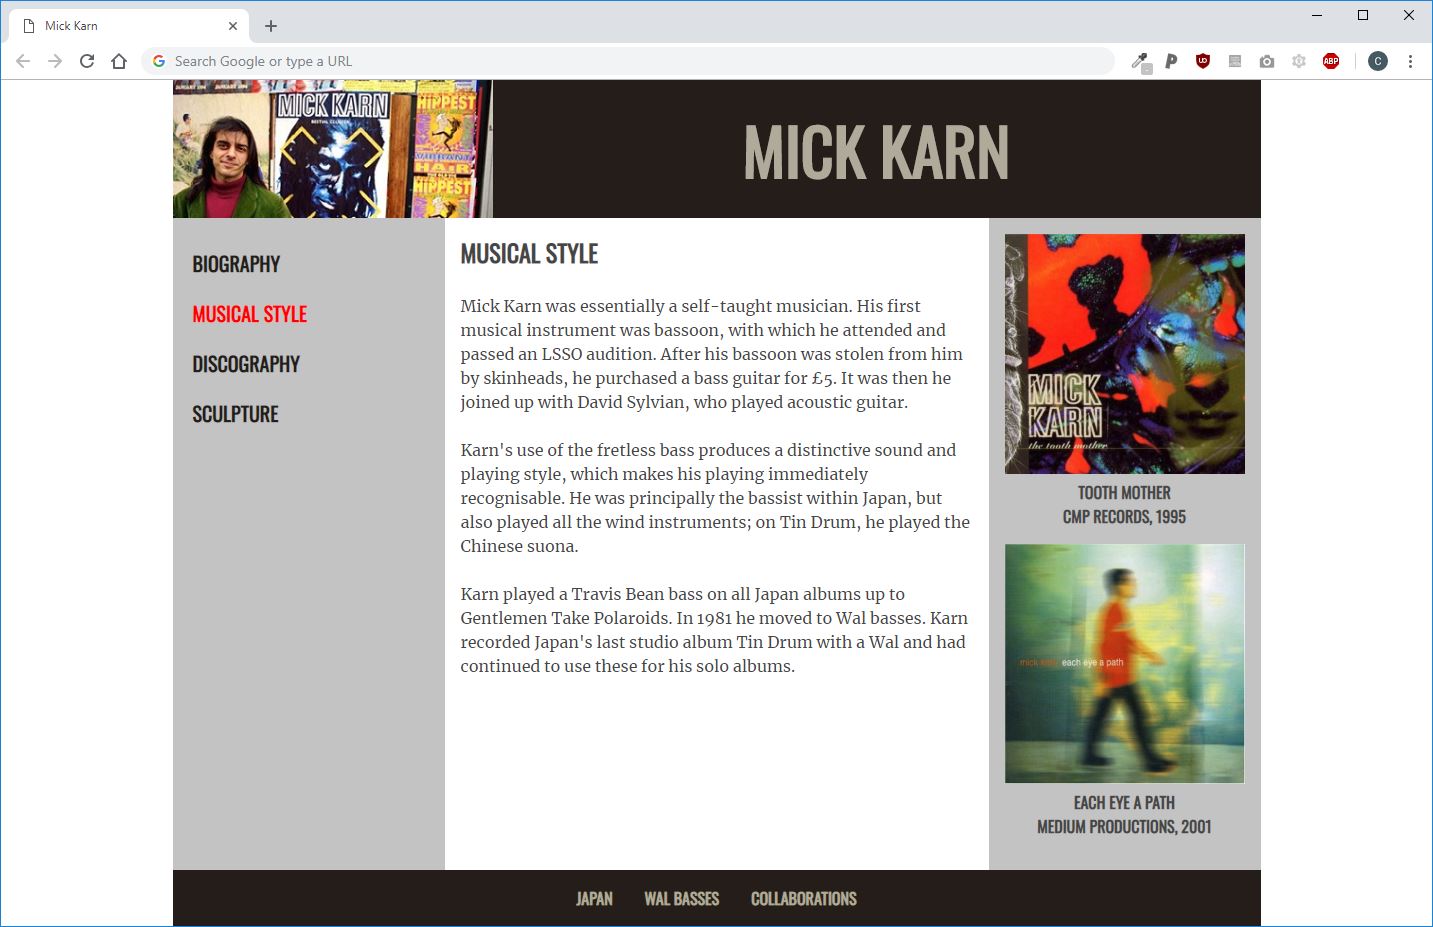 Mick Karn
Search Google or type a URL
C
ABP
JANUARY 1994
MICK KARN
BESTIAL CLUSTER
HIPPEST
HAIR
HIPPEST
MICK KARN
BIOGRAPHY
MUSICAL STYLE
DISCOGRAPHY
SCULPTURE
MUSICAL STYLE
Mick Karn was essentially a self-taught musician. His first
musical instrument was bassoon, with which he attended and
passed an LSSO audition. After his bassoon was stolen from him
by skinheads, he purchased a bass guitar for £5. It was then he
joined up with David Sylvian, who played acoustic guitar.
Karn's use of the fretless bass produces a distinctive sound and
playing style, which makes his playing immediately
recognisable. He was principally the bassist within Japan, but
also played all the wind instruments; on Tin Drum, he played the
Chinese suona.
Karn played a Travis Bean bass on all Japan albums up to
Gentlemen Take Polaroids. In 1981 he moved to Wal basses. Karn
recorded Japan's last studio album Tin Drum with a Wal and had
continued to use these for his solo albums.
MICK
KARN
the tooth mother
TOOTH MOTHER
CMP RECORDS, 1995
mick karn each eye a path
EACH EYE A PATH
MEDIUM PRODUCTIONS, 2001
JAPAN
WAL BASSES
COLLABORATIONS